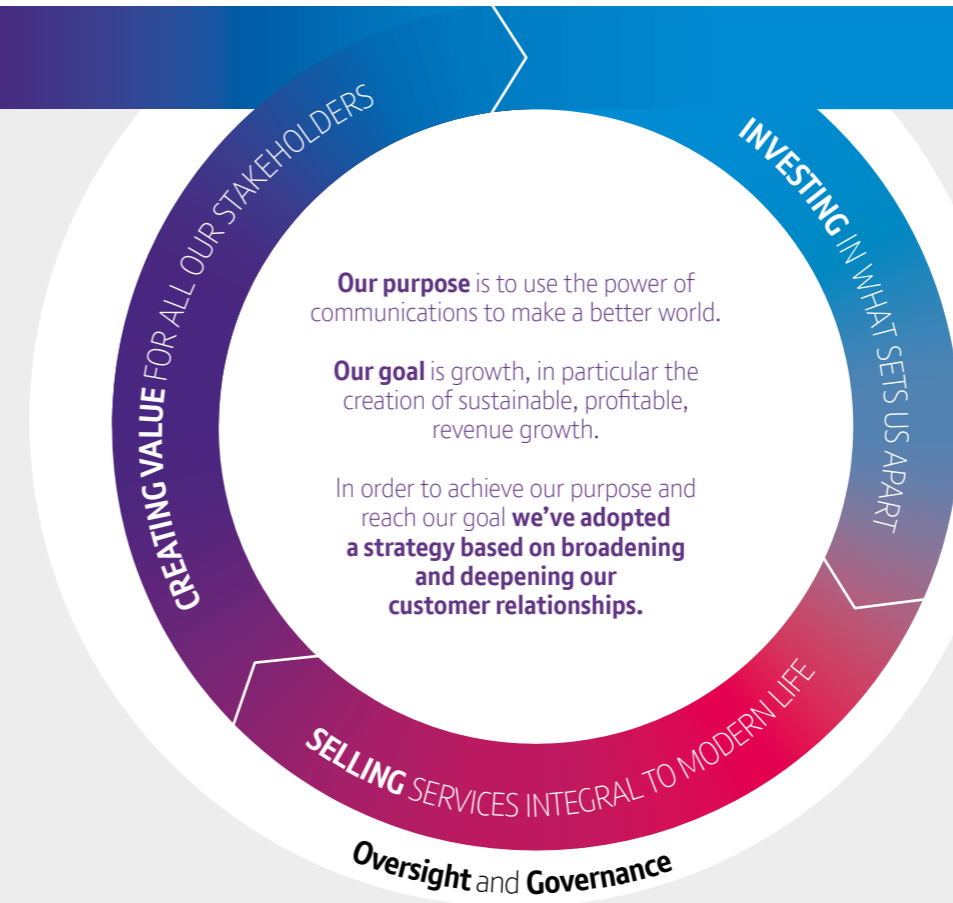 CREATING VALUE FOR ALL OUR STAKEHOLDERS
INVESTING IN WHAT SETS US APART
Our purpose is to use the power of
communications to make a better world.
Our goal is growth, in particular the
creation of sustainable, profitable,
revenue growth.
In order to achieve our purpose and
reach our goal we’ve adopted
a strategy based on broadening
and deepening our
customer relationships.
SELLING SERVICES INTEGRAL TO MODERN LIFE
Oversight and Governance